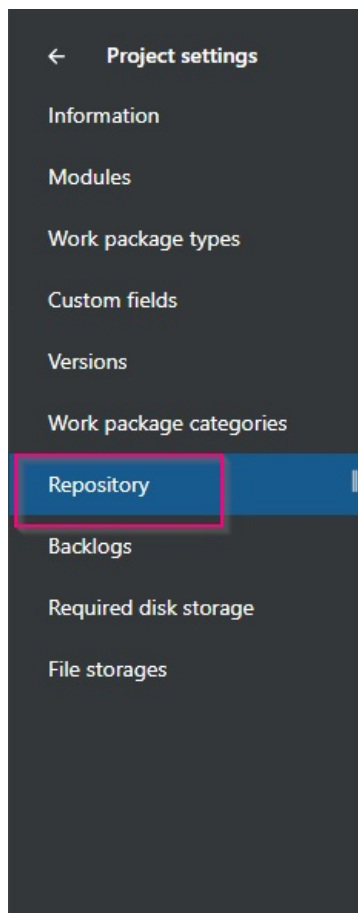 Project settings
Information
Modules
Work package types
Custom fields
Versions
Work package categories
Repository
Backlogs
Required disk storage
File storages